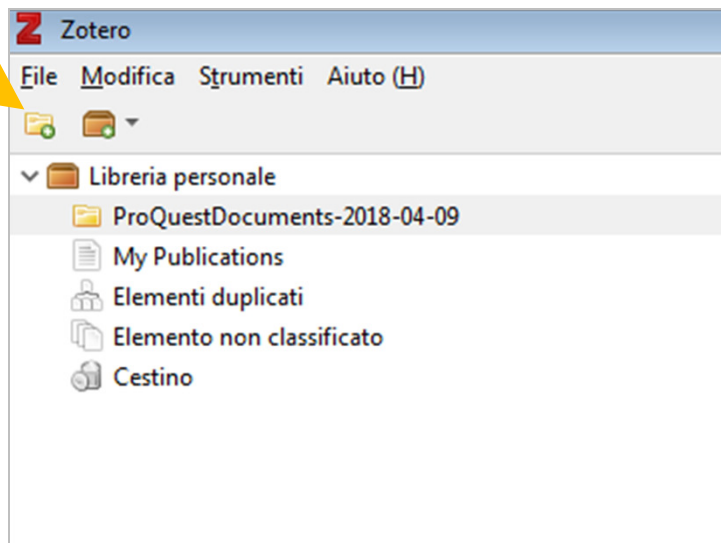 Zotero
File Modifica Strumenti Aiuto (H)
Libreria personale
ProQuestDocuments-2018-04-09
My Publications
Elementi duplicati
Elemento non classificato
Cestino